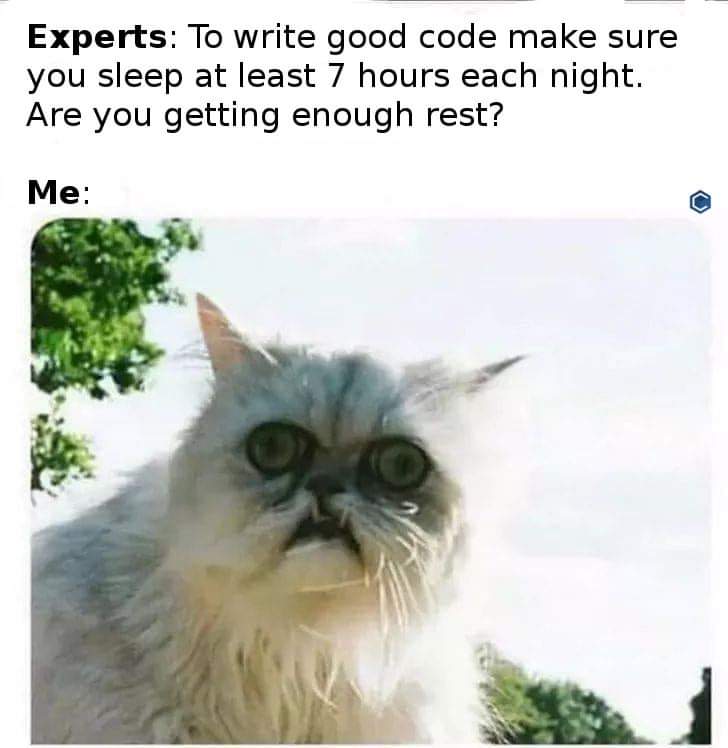 Experts: To write good code make sure
you sleep at least 7 hours each night.
Are you getting enough rest?
Me: